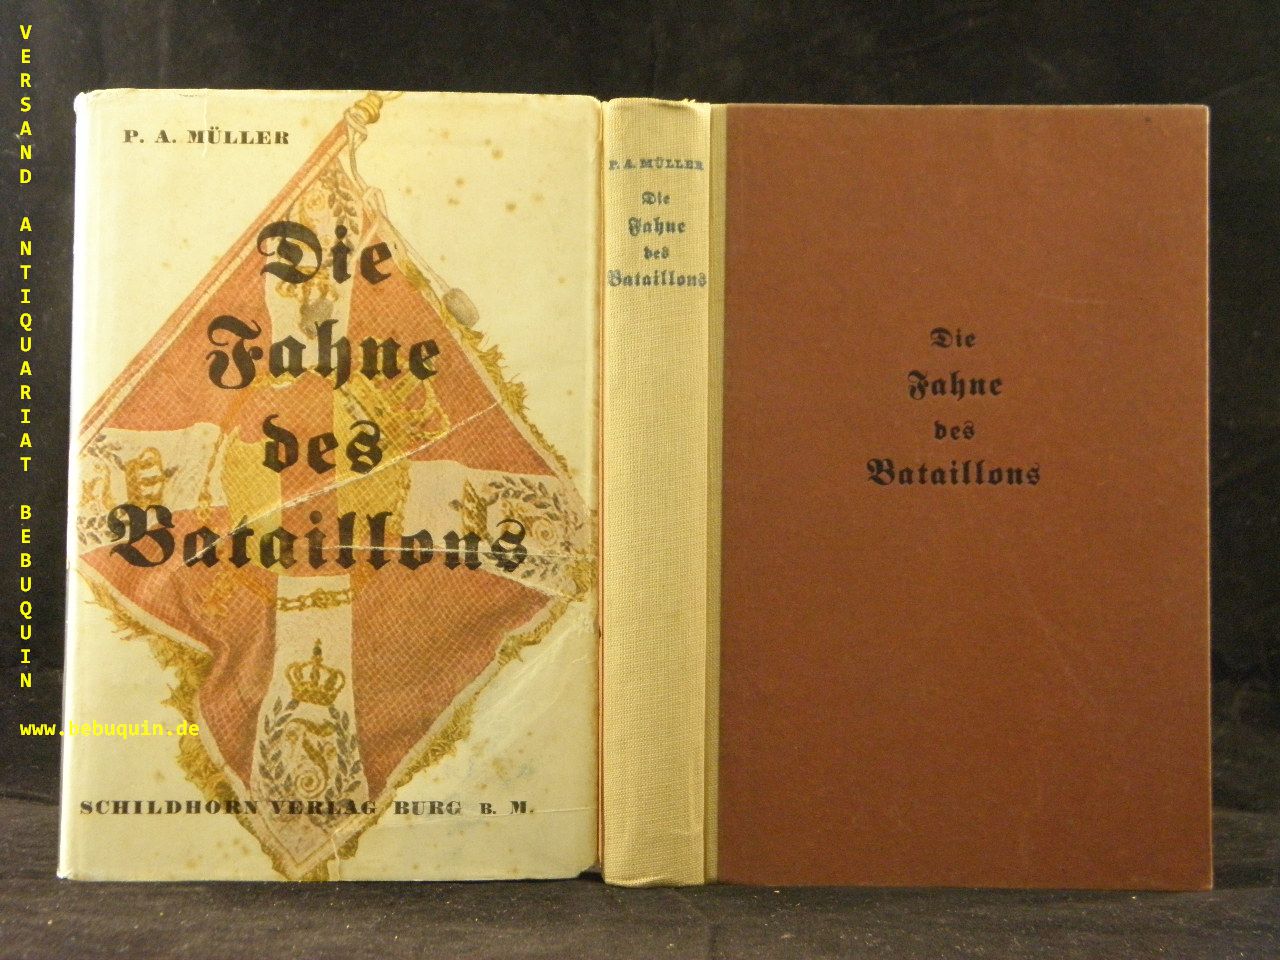 VERSAND ANTIQUARIAT BEBUQUIN
www.bebuquin.de
P. A. MÜLLER
Die
Fahne
des
Bataillons
SCHILDHORN VERLAG BURG B. M.
P. A. MÜLLER
Die
Fahne
des
Bataillons
Die
Fahne
des
Bataillons